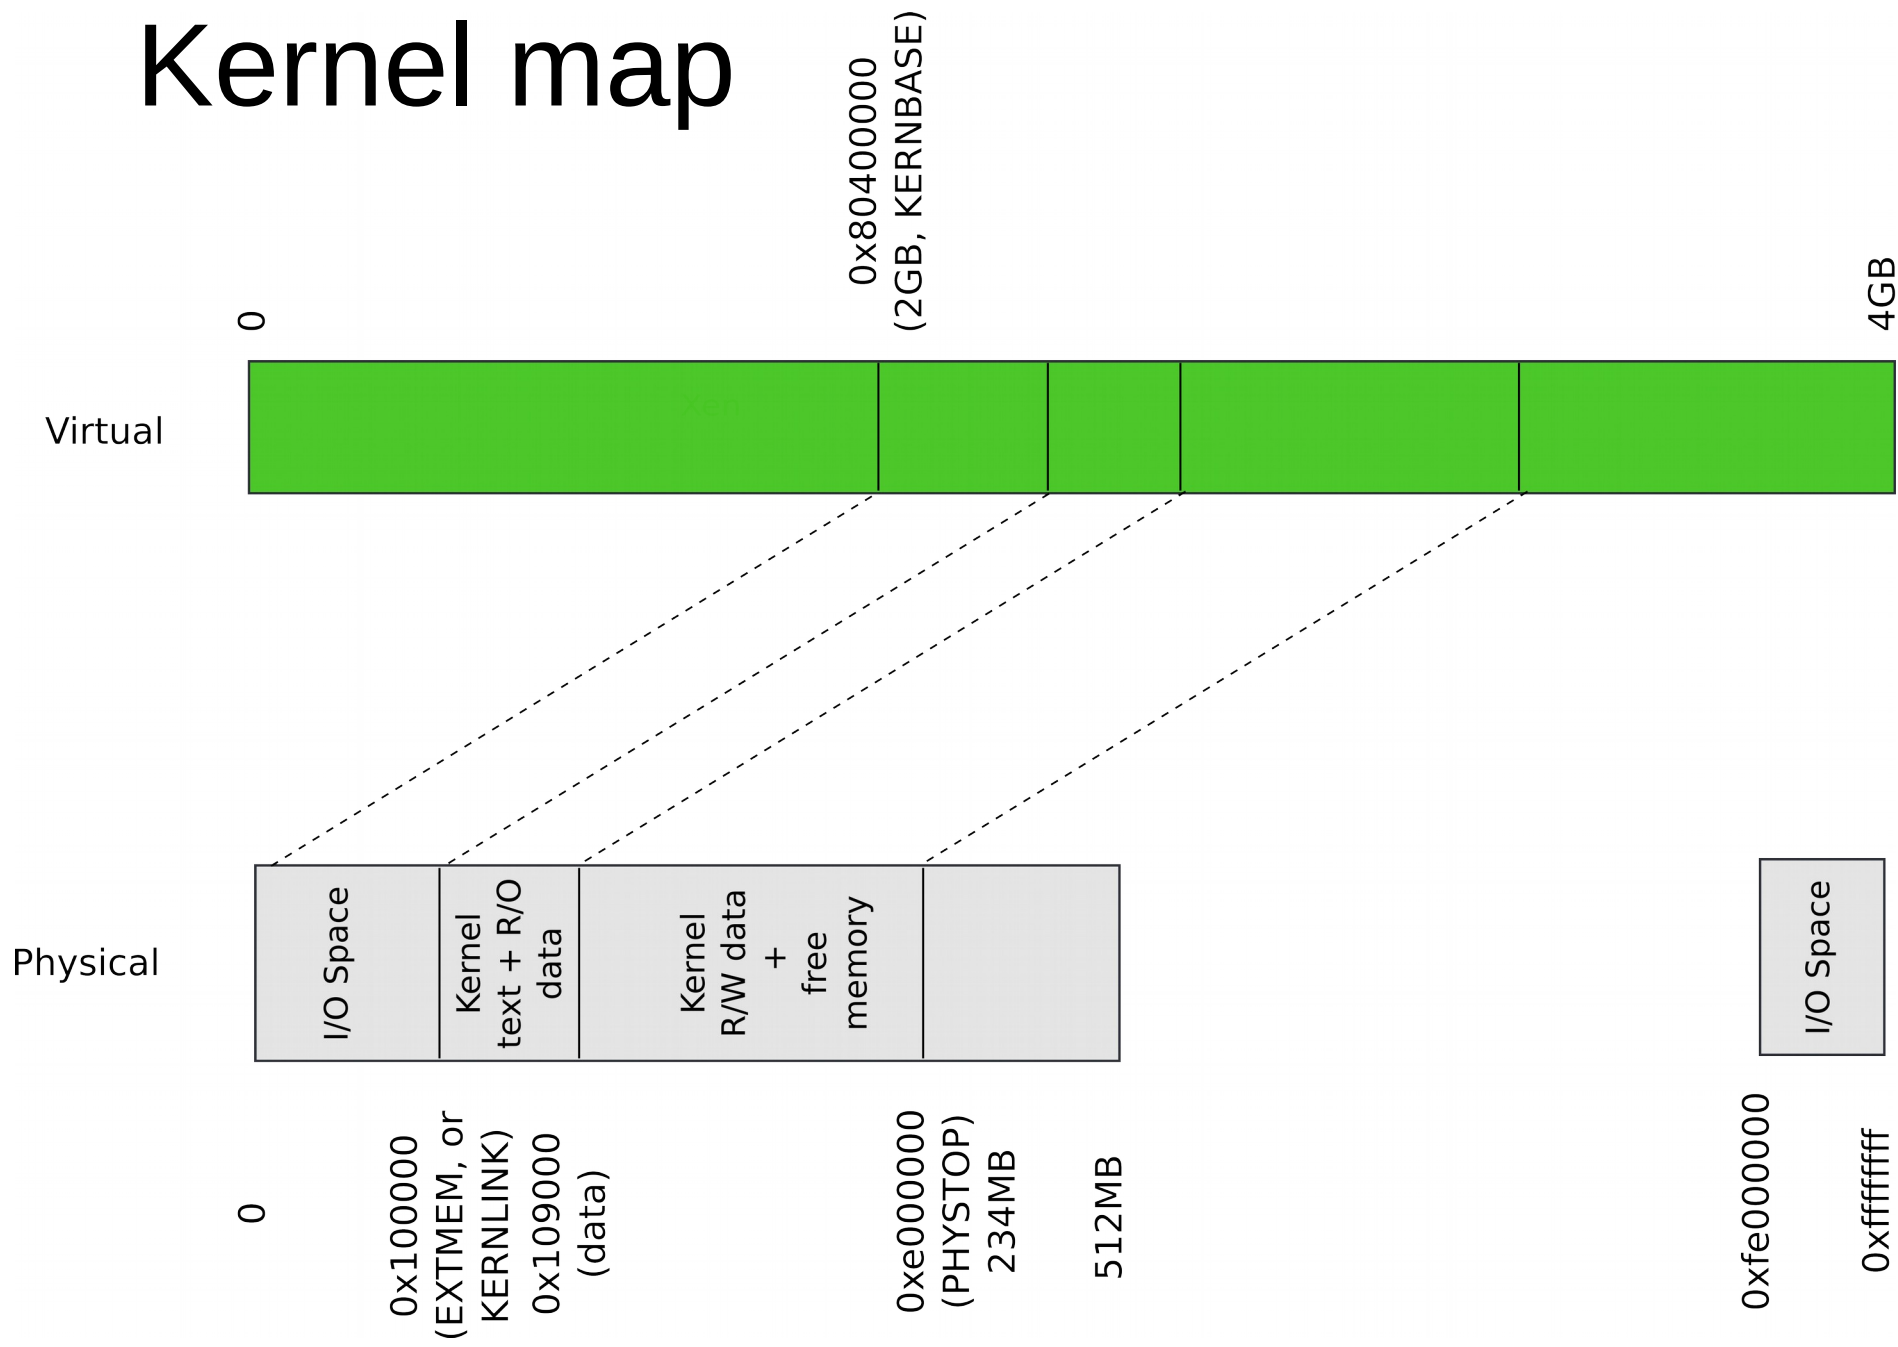 Kernel map
0x80400000
(2GB, KERNBASE)
0
4GB
Virtual
Physical
I/O Space
Kernel
text + R/O
data
Kernel
R/W data
+
free
memory
I/O Space
0
0x100000
(EXTMEM, or
KERNLINK)
0x109000
(data)
0xe000000
(PHYSTOP)
234MB
512MB
0xfe000000
0xffffffff